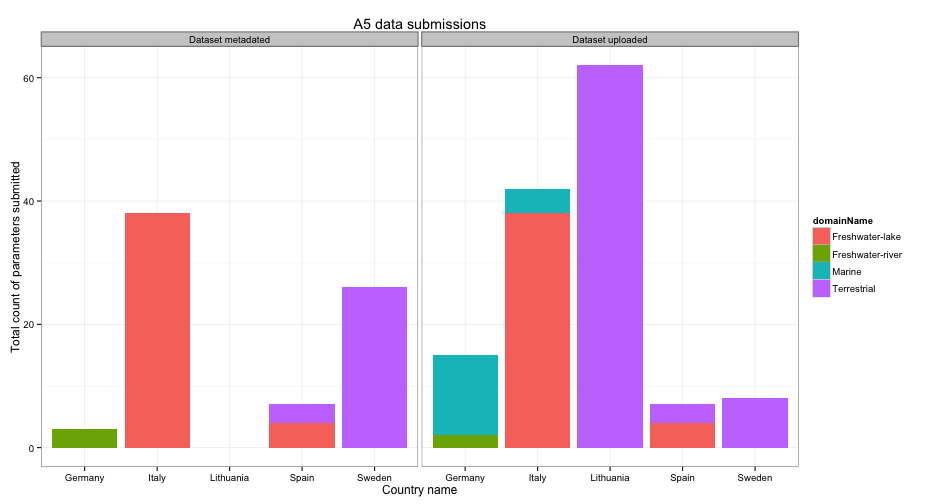 A5 data submissions
Dataset metadated
Dataset uploaded
Total count of parameters submitted
60
40
20
0
Germany
Italy
Lithuania
Spain
Sweden
Germany
Italy
Lithuania
Spain
Sweden
Country name
domainName
Freshwater-lake
Freshwater-river
Marine
Terrestrial